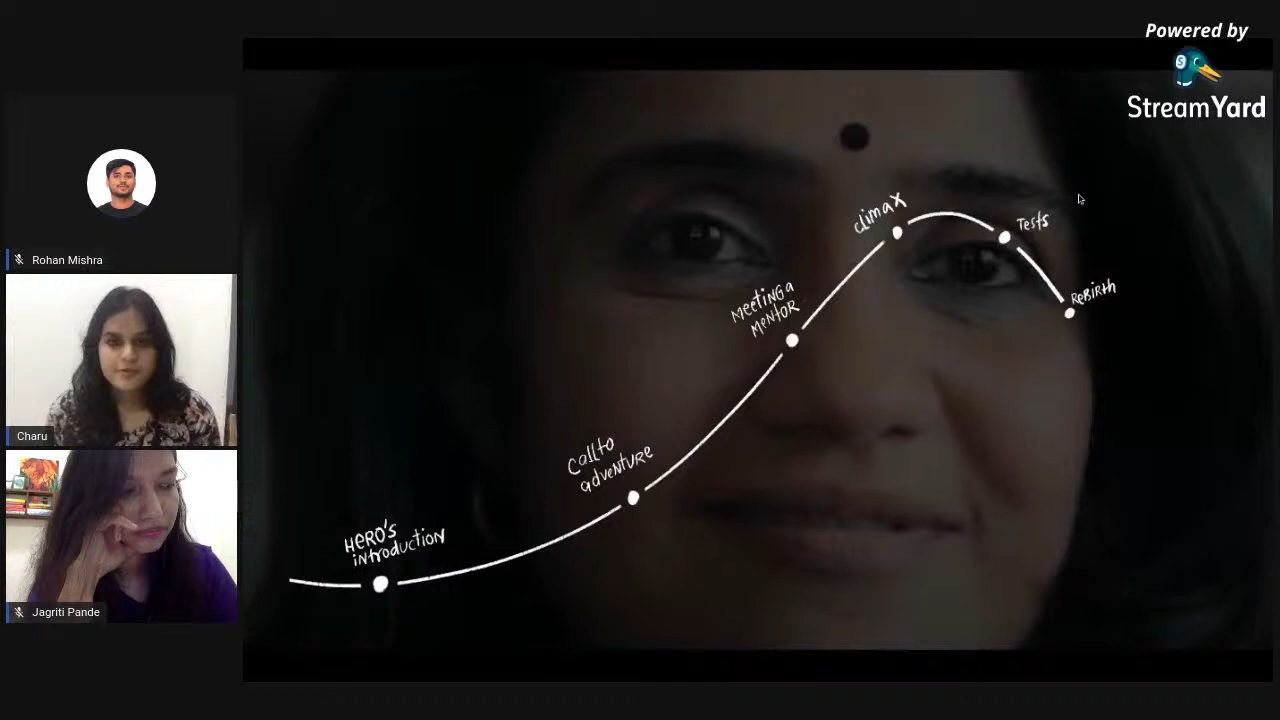 Powered by
StreamYard
Rohan Mishra
Charu
Jagriti Pande
climax
Tests
Meeting a
Mentor
ReBirth
Call to
adventure
HERO'S
introduction